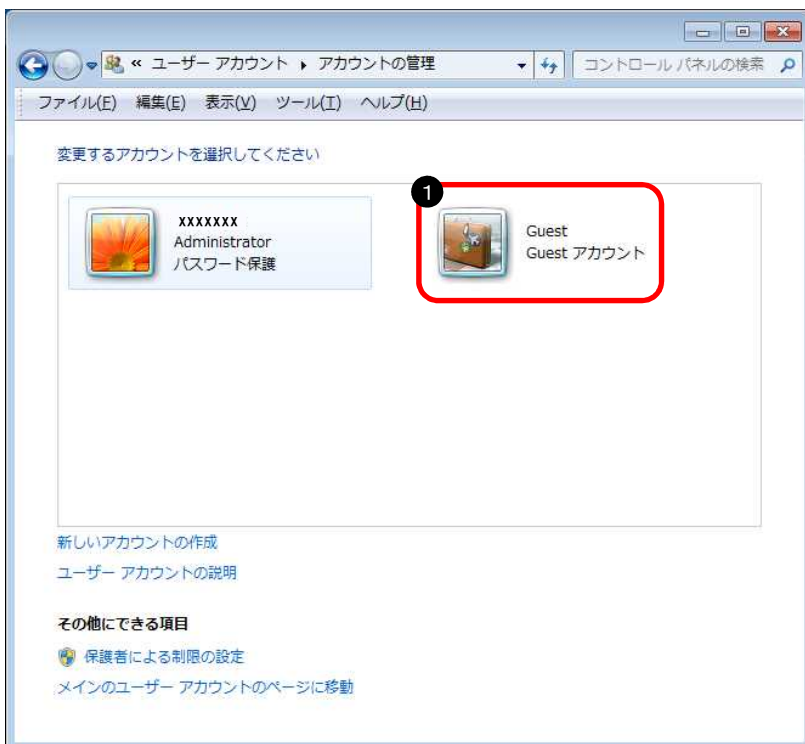 « ユーザー アカウント ▸ アカウントの管理
コントロール パネルの検索
ファイル(F) 編集(E) 表示(V) ツール(T) ヘルプ(H)
変更するアカウントを選択してください
1
xxxxxxx
Administrator
パスワード保護
Guest
Guest アカウント
新しいアカウントの作成
ユーザー アカウントの説明
その他にできる項目
保護者による制限の設定
メインのユーザー アカウントのページに移動